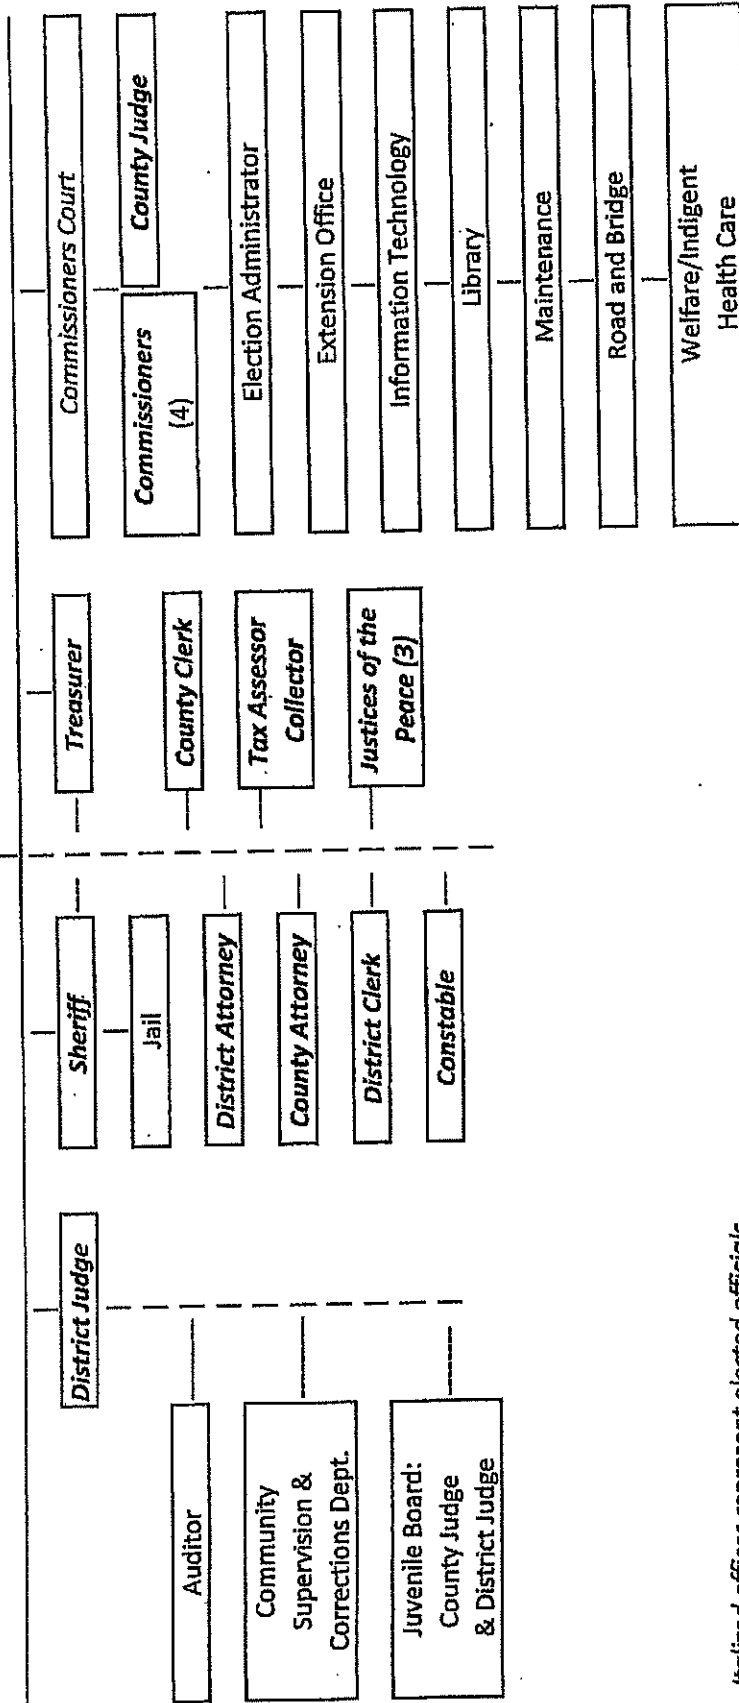 District Judge
Auditor
Community
Supervision &
Corrections Dept.
Juvenile Board:
County Judge
& District Judge
Sheriff
Jail
District Attorney
County Attorney
District Clerk
Constable
Treasurer
County Clerk
Tax Assessor
Collector
Justices of the
Peace (3)
Commissioners Court
Commissioners
(4)
County Judge
Election Administrator
Extension Office
Information Technology
Library
Maintenance
Road and Bridge
Welfare/Indigent
Health Care
Italized offices represent elected officials